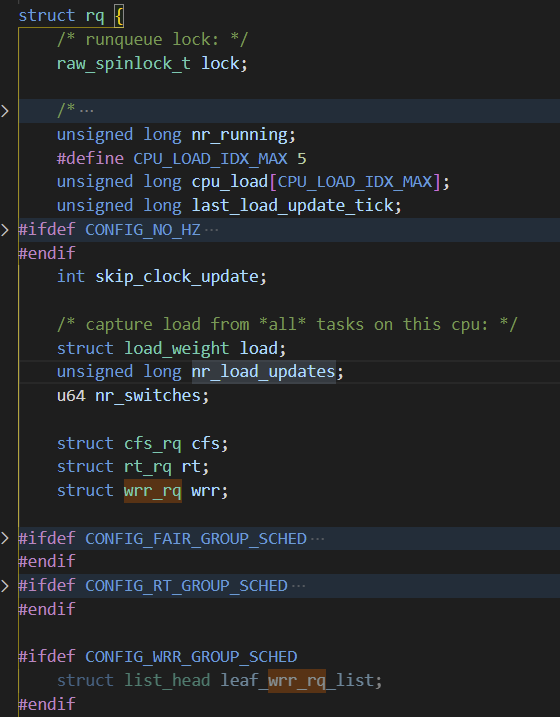 struct rq {
/* runqueue lock: */
raw_spinlock_t lock;
/* ⋯
unsigned long nr_running;
#define CPU_LOAD_IDX_MAX 5
unsigned long cpu_load[CPU_LOAD_IDX_MAX];
unsigned long last_load_update_tick;
#ifdef CONFIG_NO_HZ ⋯
#endif
int skip_clock_update;
/* capture load from *all* tasks on this cpu: */
struct load_weight load;
unsigned long nr_load_updates;
u64 nr_switches;
struct cfs_rq cfs;
struct rt_rq rt;
struct wrr_rq wrr;
#ifdef CONFIG_FAIR_GROUP_SCHED ⋯
#endif
#ifdef CONFIG_RT_GROUP_SCHED ⋯
#endif
#ifdef CONFIG_WRR_GROUP_SCHED
struct list_head leaf_wrr_rq_list;
#endif